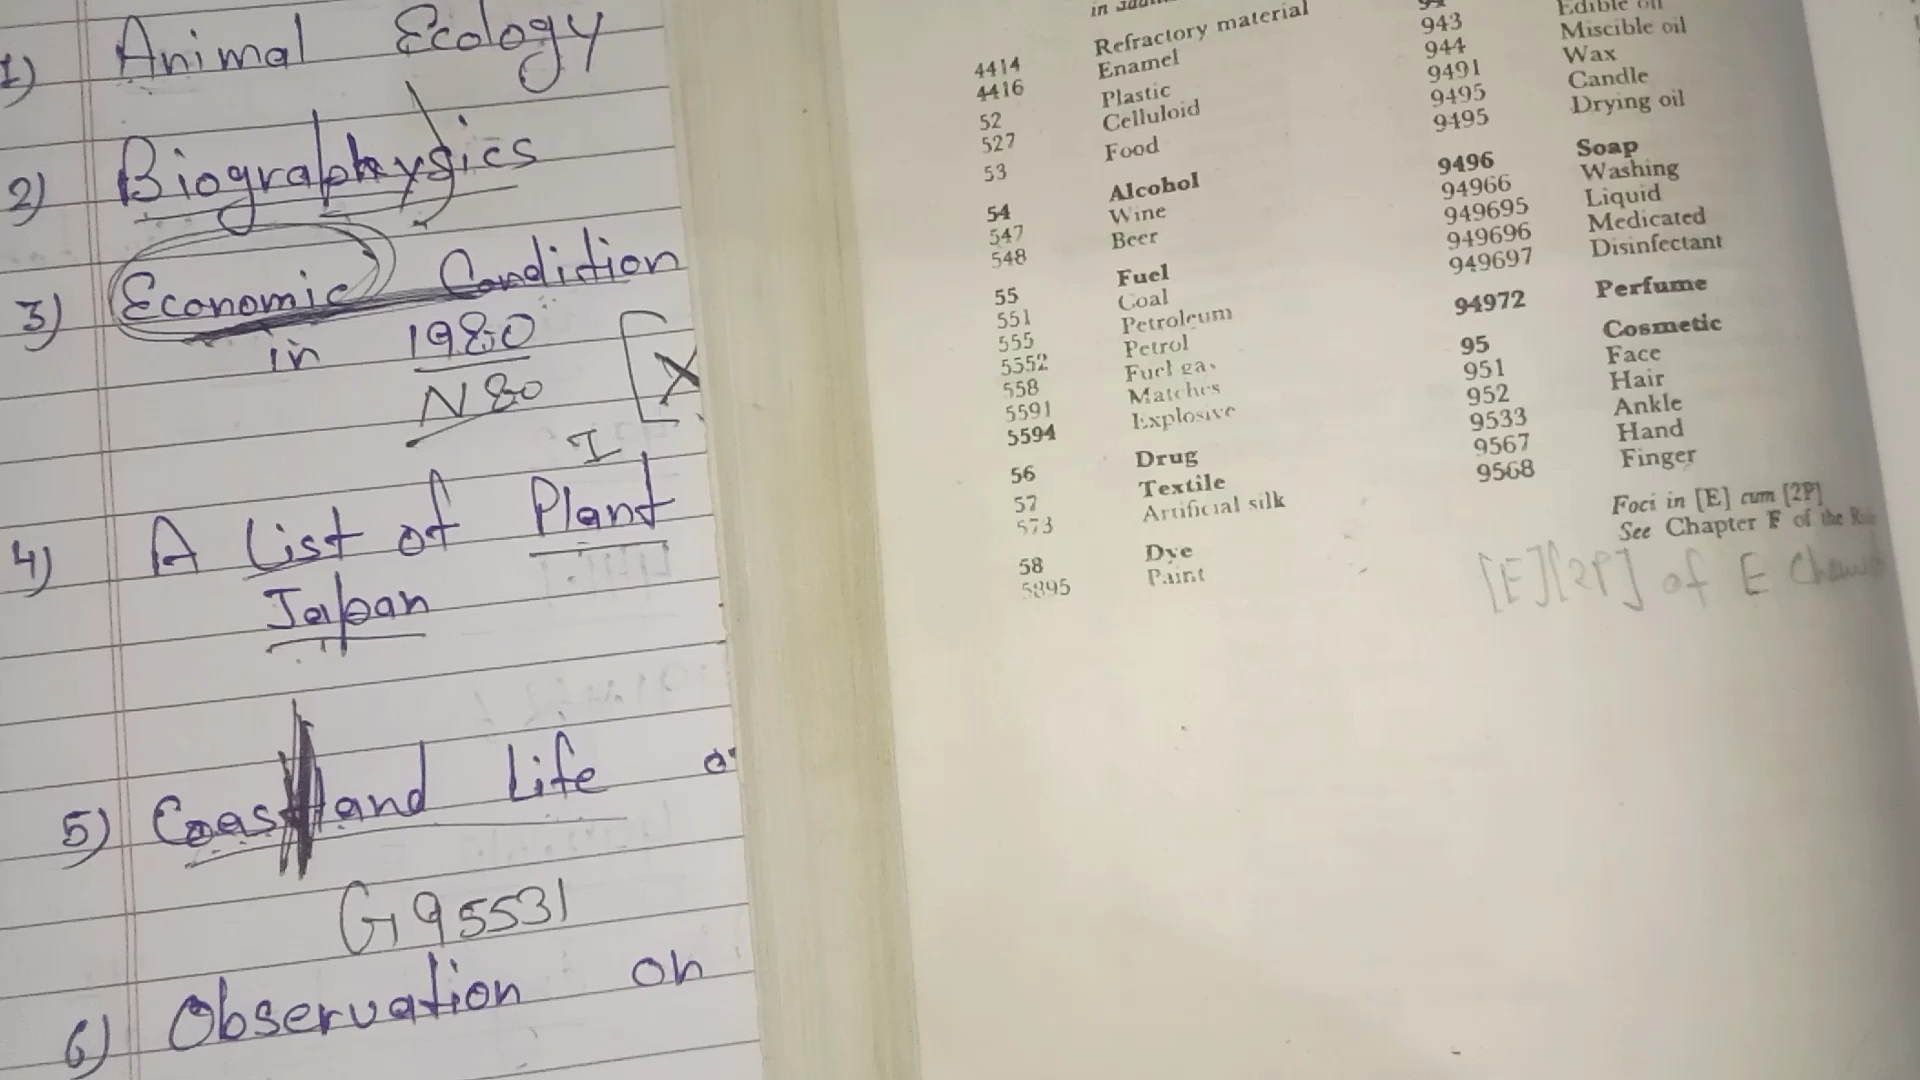 1) Animal Ecology
2) Biographysics
3) Economic Condition
in 1980
N80 [X
I
4) A List of Plant
Japan
5) Coastland Life
G95531
6) Observation on
in
Refractory material
4414 Enamel
4416
Plastic
52 Celluloid
527
53 Food
54 Alcohol
547 Wine
548 Beer
55 Fuel
551 Coal
555 Petroleum
5552 Petrol
558 Fuel gas
5591 Matches
5594 Explosive
56 Drug
57 Textile
573 Artificial silk
58 Dye
5895 Paint
Edible oil
943 Miscible oil
944 Wax
9491 Candle
9495 Drying oil
9495
9496 Soap
94966 Washing
949695 Liquid
949696 Medicated
949697 Disinfectant
94972 Perfume
95 Cosmetic
951 Face
952 Hair
9533 Ankle
9567 Hand
9568 Finger
Foci in [E] cum [2P]
See Chapter F of the
[E][2P] of E